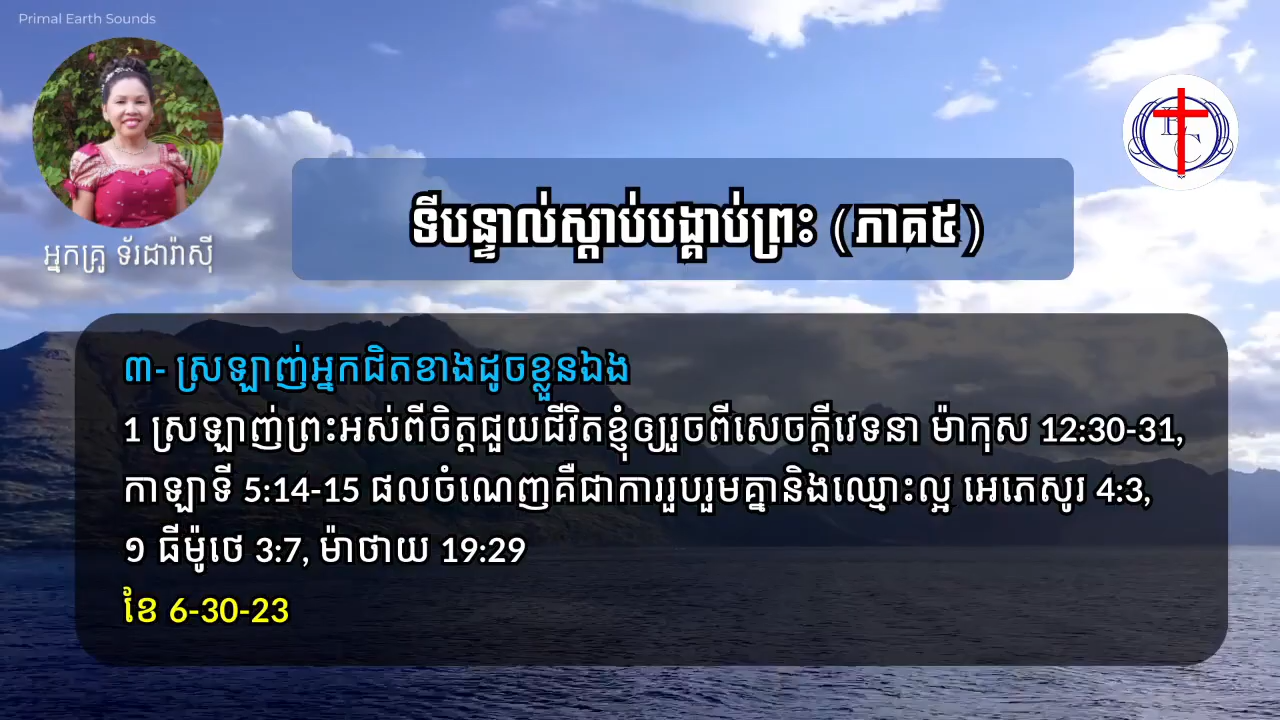 Primal Earth Sounds
អ្នកគ្រូ ទ័រដារ៉ាស៊ី
ទីបន្ទាល់ស្ដាប់បង្គាប់ព្រះ (ភាគ៥)
៣- ស្រឡាញ់អ្នកជិតខាងដូចខ្លួនឯង
1 ស្រឡាញ់ព្រះអស់ពីចិត្តជួយជីវិតខ្ញុំឲ្យរួចពីសេចក្ដីវេទនា ម៉ាកុស 12:30-31,
កាឡាទី 5:14-15 ផលចំណេញគឺជាការរួបរួមគ្នានិងឈ្មោះល្អ អេភេសូរ 4:3,
១ ធីម៉ូថេ 3:7, ម៉ាថាយ 19:29
ខែ 6-30-23